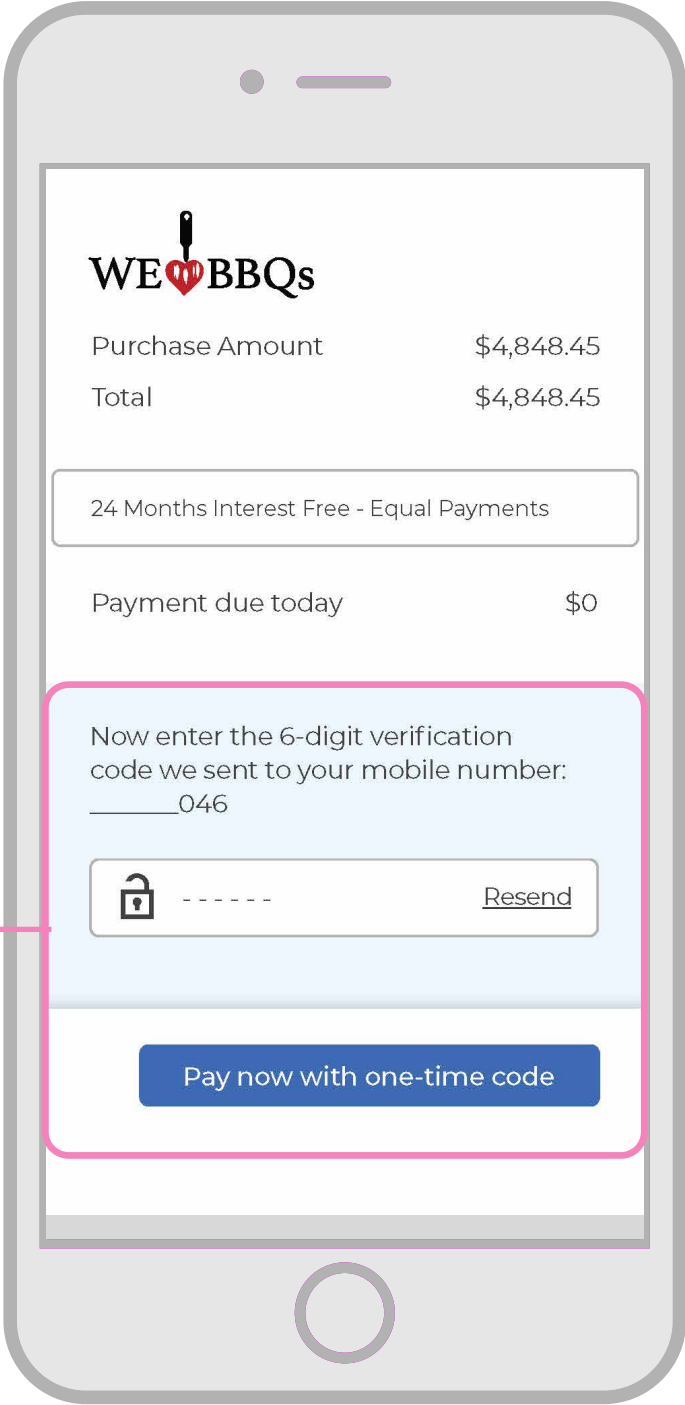 WE BBQs
Purchase Amount $4,848.45
Total $4,848.45
24 Months Interest Free - Equal Payments
Payment due today $0
Now enter the 6-digit verification
code we sent to your mobile number:
_______046
- - - - - - Resend
Pay now with one-time code